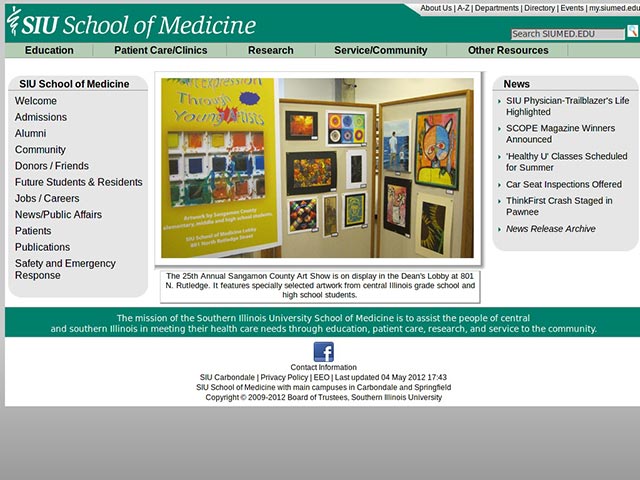 About Us | A-Z | Departments | Directory | Events | my.siumed.edu
SIU School of Medicine
Search SIUMED.EDU
Education Patient Care/Clinics Research Service/Community Other Resources
SIU School of Medicine
Welcome
Admissions
Alumni
Community
Donors / Friends
Future Students & Residents
Jobs / Careers
News/Public Affairs
Patients
Publications
Safety and Emergency
Response
Expression
Through
Young Artists
Artwork by Sangamon County
elementary, middle and high school students.
SIU School of Medicine Lobby
801 North Rutledge Street
The 25th Annual Sangamon County Art Show is on display in the Dean's Lobby at 801
N. Rutledge. It features specially selected artwork from central Illinois grade school and
high school students.
News
SIU Physician-Trailblazer's Life
Highlighted
SCOPE Magazine Winners
Announced
'Healthy U' Classes Scheduled
for Summer
Car Seat Inspections Offered
ThinkFirst Crash Staged in
Pawnee
News Release Archive
The mission of the Southern Illinois University School of Medicine is to assist the people of central
and southern Illinois in meeting their health care needs through education, patient care, research, and service to the community.
f
Contact Information
SIU Carbondale | Privacy Policy | EEO | Last updated 04 May 2012 17:43
SIU School of Medicine with main campuses in Carbondale and Springfield
Copyright © 2009-2012 Board of Trustees, Southern Illinois University